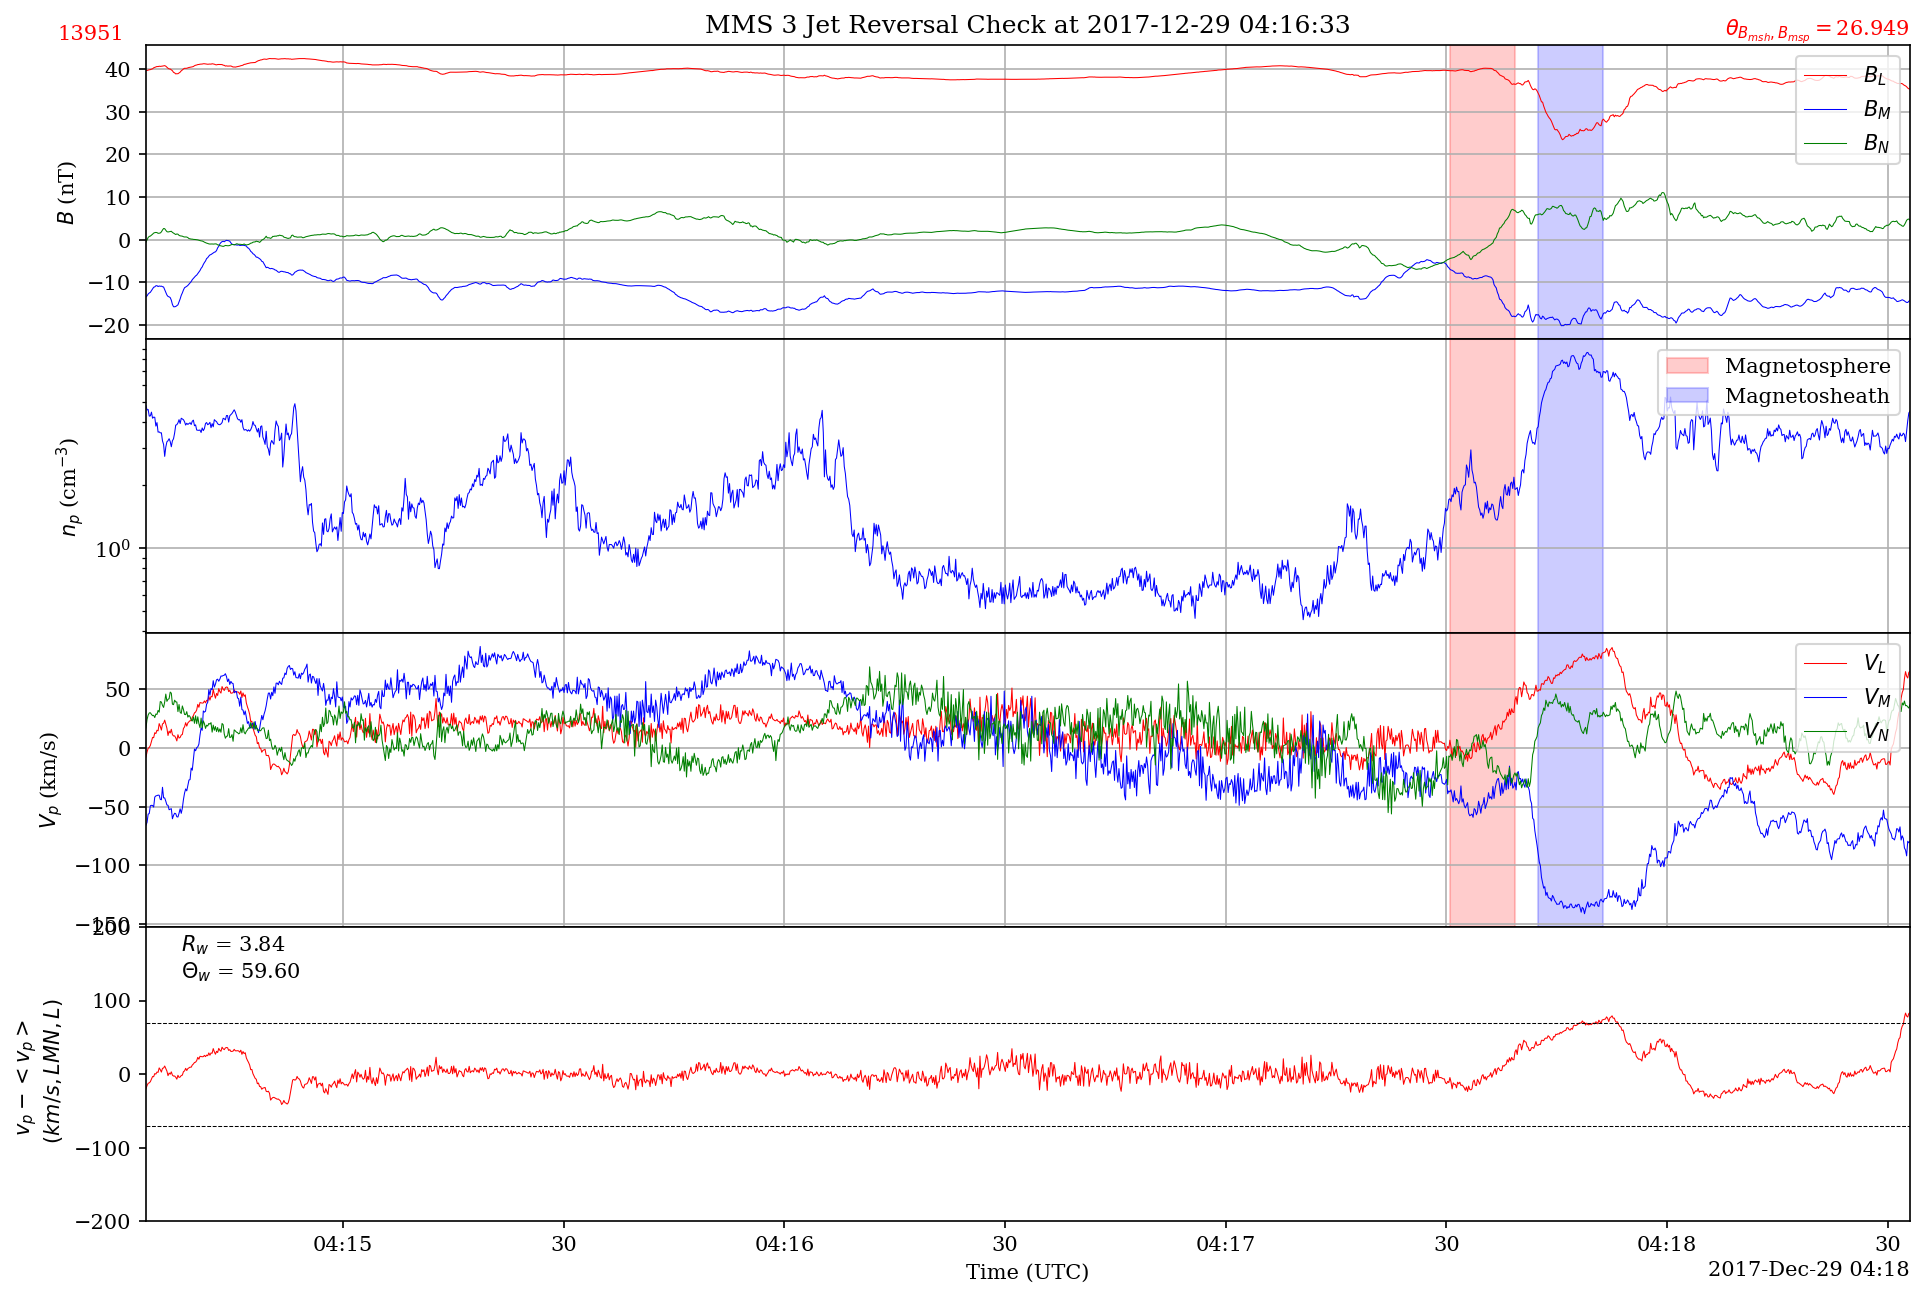 13951
MMS 3 Jet Reversal Check at 2017-12-29 04:16:33
θ_{B_{msh}, B_{msp}} = 26.949
B (nT)
40
30
20
10
0
−10
−20
B_L
B_M
B_N
n_p (cm^{−3})
10^0
Magnetosphere
Magnetosheath
V_p (km/s)
50
0
−50
−100
−150
V_L
V_M
V_N
v_p − < v_p >
(km/s, LMN, L)
200
100
0
−100
−200
R_w = 3.84
Θ_w = 59.60
04:15 30 04:16 30 04:17 30 04:18 30
Time (UTC)
2017-Dec-29 04:18